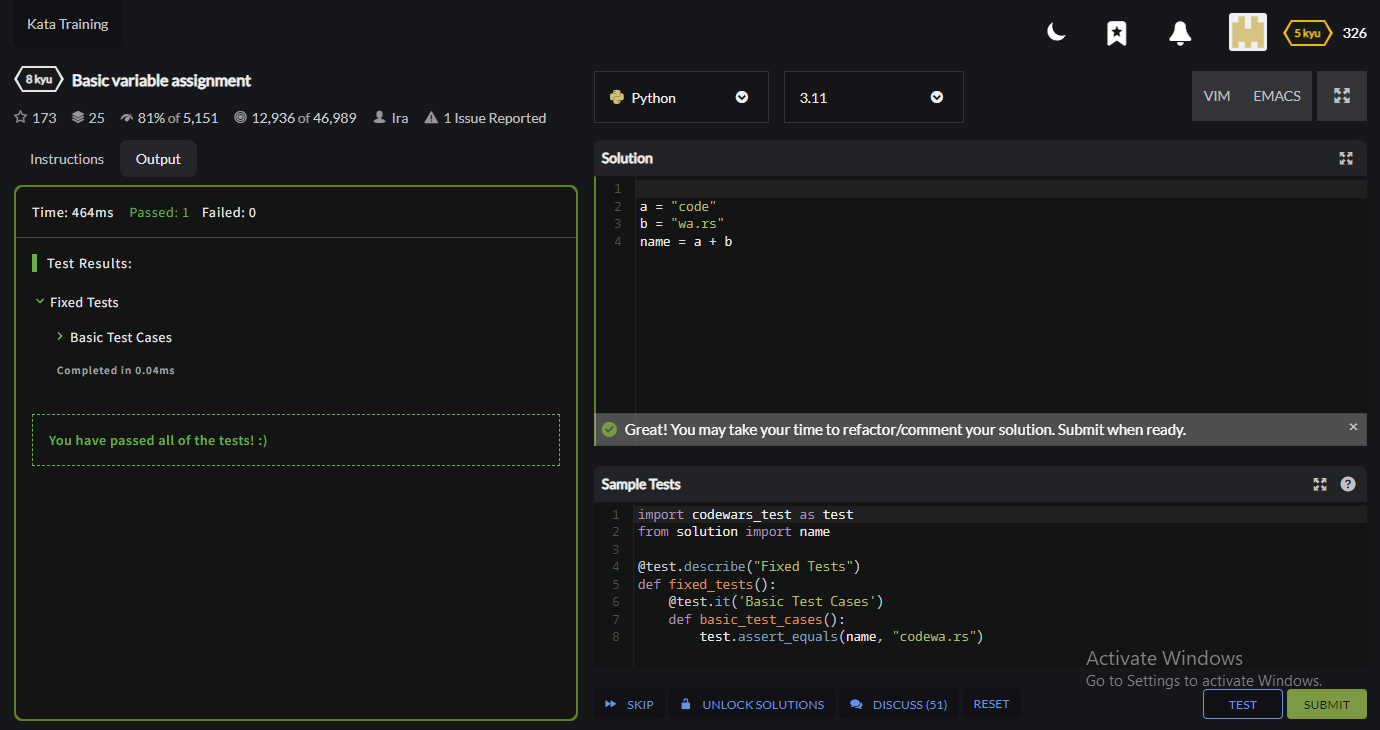 Kata Training
5 kyu 326
8 kyu Basic variable assignment
173 25 81% of 5,151 12,936 of 46,989 Ira 1 Issue Reported
Python 3.11 VIM EMACS
Instructions Output
Time: 464ms Passed: 1 Failed: 0
Test Results:
Fixed Tests
Basic Test Cases
Completed in 0.04ms
You have passed all of the tests! :)
Solution
1
2 a = "code"
3 b = "wa.rs"
4 name = a + b
Great! You may take your time to refactor/comment your solution. Submit when ready. ×
Sample Tests ?
1 import codewars_test as test
2 from solution import name
3
4 @test.describe("Fixed Tests")
5 def fixed_tests():
6     @test.it('Basic Test Cases')
7     def basic_test_cases():
8         test.assert_equals(name, "codewa.rs")
Activate Windows
Go to Settings to activate Windows.
SKIP UNLOCK SOLUTIONS DISCUSS (51) RESET TEST SUBMIT